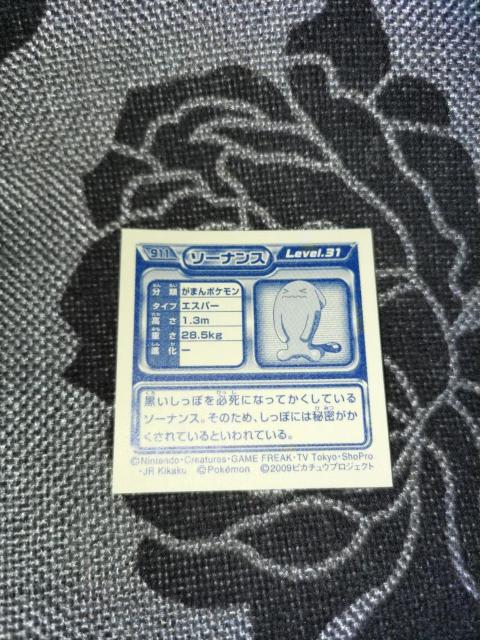 911 ソーナンス Level.31
分類 がまんポケモン
タイプ エスパー
高さ 1.3m
重さ 28.5kg
進化 ー
黒いしっぽを必死になってかくしている
ソーナンス。そのため、しっぽには秘密がか
くされているといわれている。
©Nintendo・Creatures・GAME FREAK・TV Tokyo・ShoPro
・JR Kikaku ©Pokémon ©2009ピカチュウプロジェクト